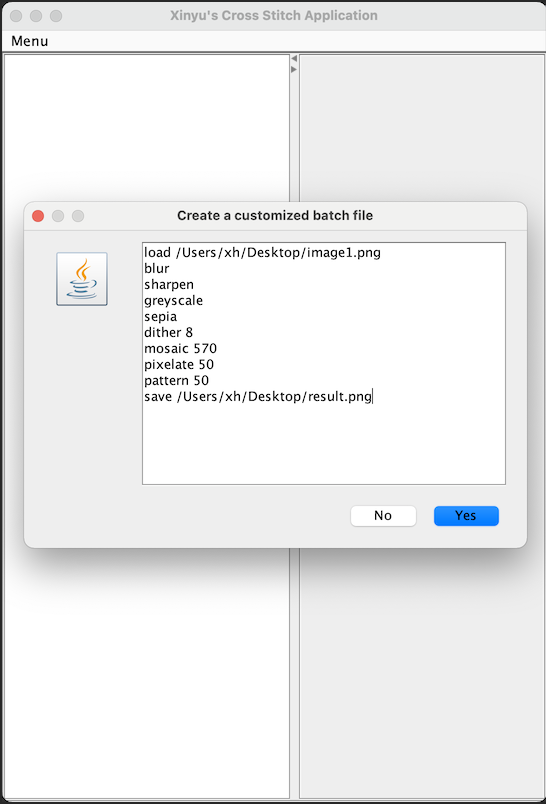 Xinyu's Cross Stitch Application
Menu
Create a customized batch file
load /Users/xh/Desktop/image1.png
blur
sharpen
greyscale
sepia
dither 8
mosaic 570
pixelate 50
pattern 50
save /Users/xh/Desktop/result.png
No
Yes